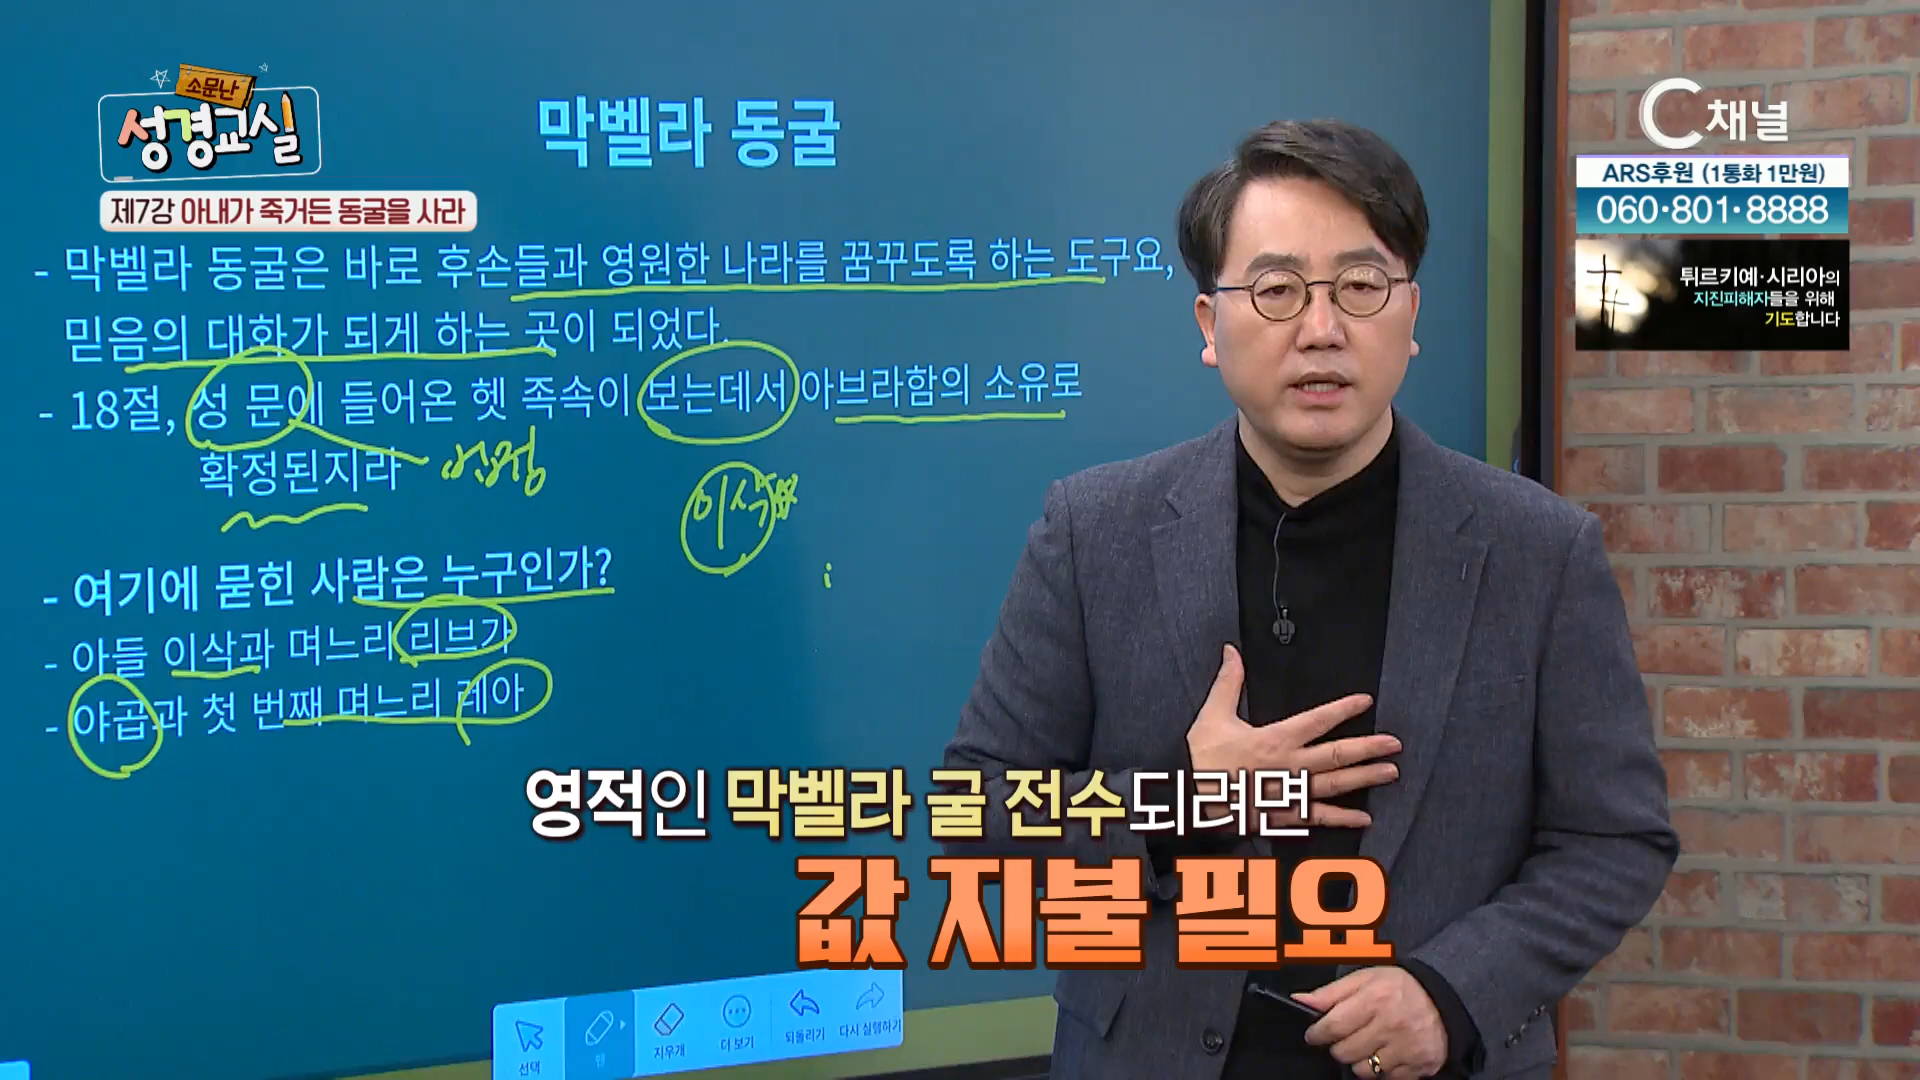 소문난
성경교실
제7강 아내가 죽거든 동굴을 사라
막벨라 동굴
- 막벨라 동굴은 바로 후손들과 영원한 나라를 꿈꾸도록 하는 도구요,
믿음의 대화가 되게 하는 곳이 되었다.
- 18절, 성 문에 들어온 헷 족속이 보는데서 아브라함의 소유로
확정된지라
이삭
- 여기에 묻힌 사람은 누구인가?
- 아들 이삭과 며느리 리브가
- 야곱과 첫 번째 며느리 레아
영적인 막벨라 굴 전수되려면
값 지불 필요
선택
펜
지우개
더 보기
되돌리기
다시 실행하기
C채널
ARS후원 (1통화 1만원)
060·801·8888
튀르키예·시리아의
지진피해자들을 위해
기도합니다